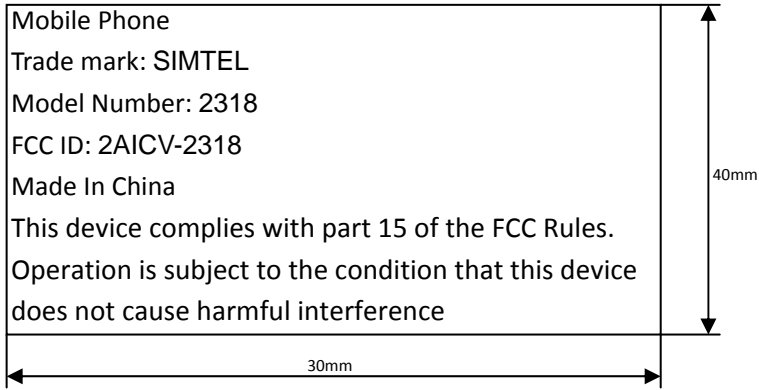 Mobile Phone
Trade mark: SIMTEL
Model Number: 2318
FCC ID: 2AICV-2318
Made In China
This device complies with part 15 of the FCC Rules.
Operation is subject to the condition that this device
does not cause harmful interference
40mm
30mm